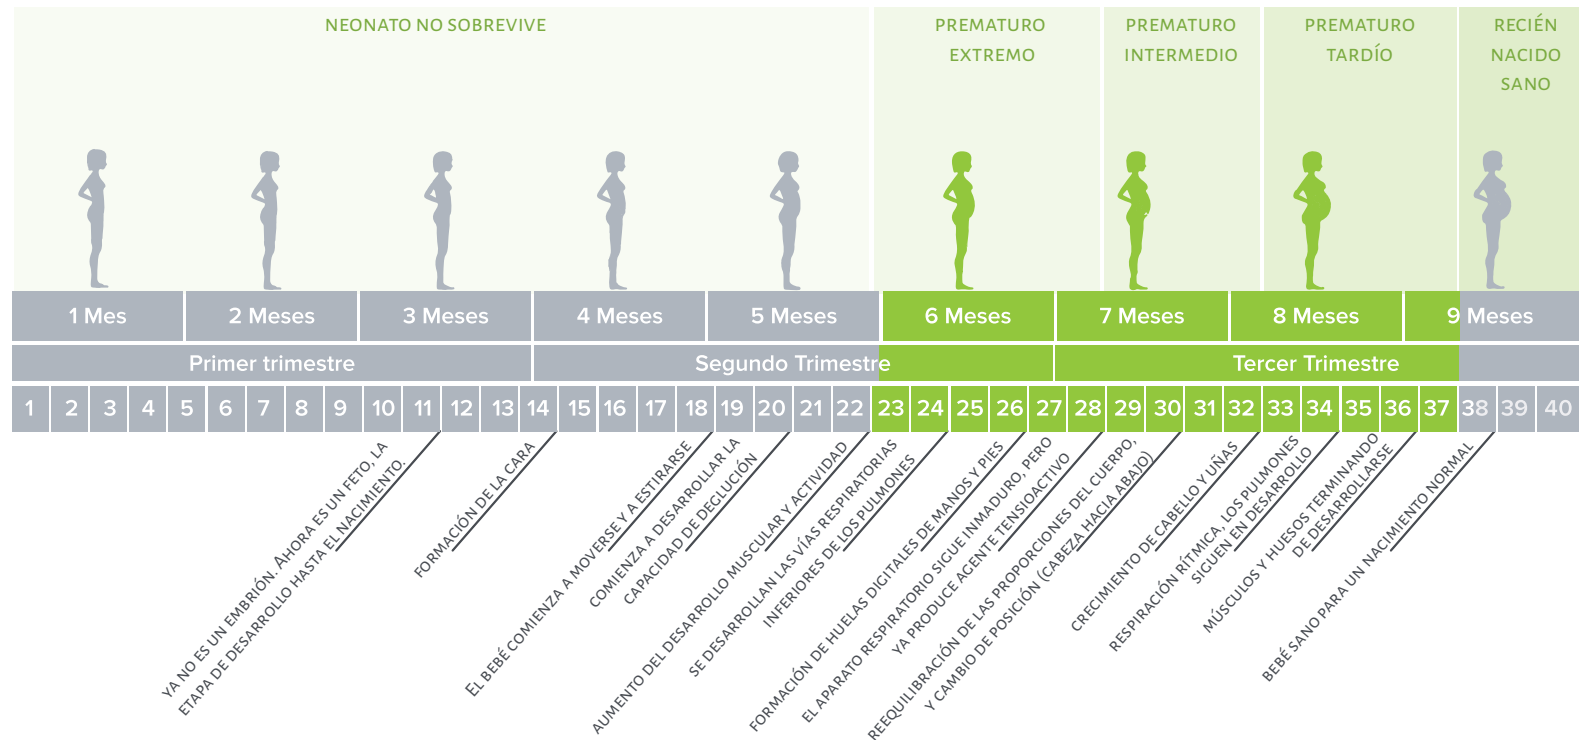 NEONATO NO SOBREVIVE
PREMATURO
EXTREMO
PREMATURO
INTERMEDIO
PREMATURO
TARDÍO
RECIÉN
NACIDO
SANO
1 Mes
2 Meses
3 Meses
4 Meses
5 Meses
6 Meses
7 Meses
8 Meses
9 Meses
Primer trimestre
Segundo Trimestre
Tercer Trimestre
1 2 3 4 5 6 7 8 9 10 11 12 13 14 15 16 17 18 19 20 21 22 23 24 25 26 27 28 29 30 31 32 33 34 35 36 37 38 39 40
YA NO ES UN EMBRIÓN. AHORA ES UN FETO, LA
ETAPA DE DESARROLLO HASTA EL NACIMIENTO.
FORMACIÓN DE LA CARA
EL BEBÉ COMIENZA A MOVERSE Y A ESTIRARSE
COMIENZA A DESARROLLAR LA
CAPACIDAD DE DEGLUCIÓN
AUMENTO DEL DESARROLLO MUSCULAR Y ACTIVIDAD
SE DESARROLLAN LAS VÍAS RESPIRATORIAS
INFERIORES DE LOS PULMONES
FORMACIÓN DE HUELAS DIGITALES DE MANOS Y PIES
EL APARATO RESPIRATORIO SIGUE INMADURO, PERO
YA PRODUCE AGENTE TENSIOACTIVO
REEQUILIBRACIÓN DE LAS PROPORCIONES DEL CUERPO,
Y CAMBIO DE POSICIÓN (CABEZA HACIA ABAJO)
CRECIMIENTO DE CABELLO Y UÑAS
RESPIRACIÓN RÍTMICA, LOS PULMONES
SIGUEN EN DESARROLLO
MÚSCULOS Y HUESOS TERMINANDO
DE DESARROLLARSE
BEBÉ SANO PARA UN NACIMIENTO NORMAL